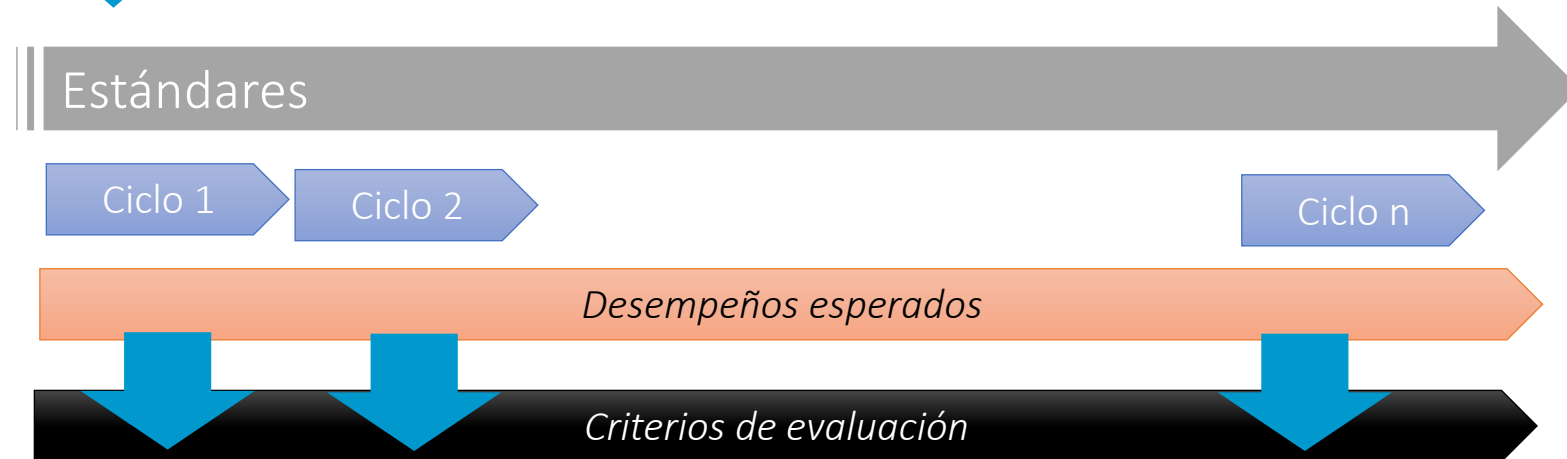 Estándares
Ciclo 1
Ciclo 2
Ciclo n
Desempeños esperados
Criterios de evaluación